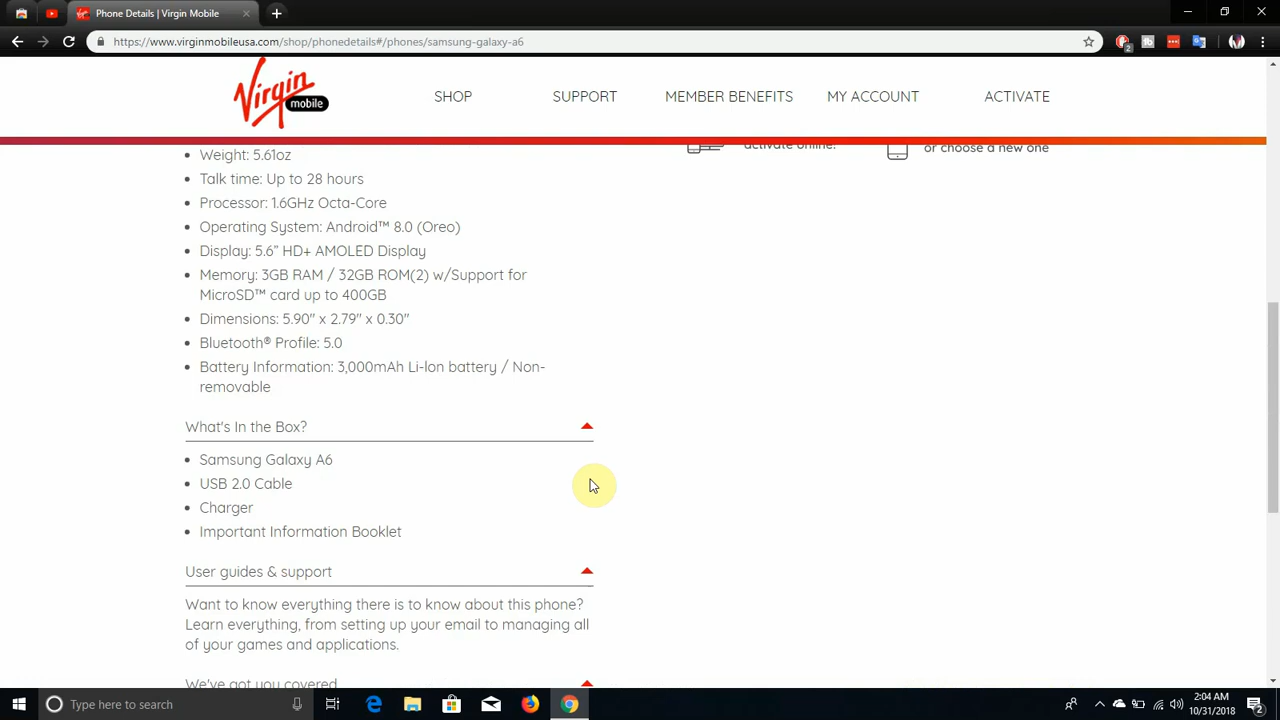 Phone Details | Virgin Mobile
https://www.virginmobileusa.com/shop/phonedetails#/phones/samsung-galaxy-a6
2
Virgin
mobile
SHOP
SUPPORT
MEMBER BENEFITS
MY ACCOUNT
ACTIVATE
activate online.
or choose a new one
• Weight: 5.61oz
• Talk time: Up to 28 hours
• Processor: 1.6GHz Octa-Core
• Operating System: Android™ 8.0 (Oreo)
• Display: 5.6” HD+ AMOLED Display
• Memory: 3GB RAM / 32GB ROM(2) w/Support for
MicroSD™ card up to 400GB
• Dimensions: 5.90" x 2.79" x 0.30"
• Bluetooth® Profile: 5.0
• Battery Information: 3,000mAh Li-Ion battery / Non-
removable
What's In the Box?
• Samsung Galaxy A6
• USB 2.0 Cable
• Charger
• Important Information Booklet
User guides & support
Want to know everything there is to know about this phone?
Learn everything, from setting up your email to managing all
of your games and applications.
We've got you covered
Type here to search
2:04 AM
10/31/2018
2